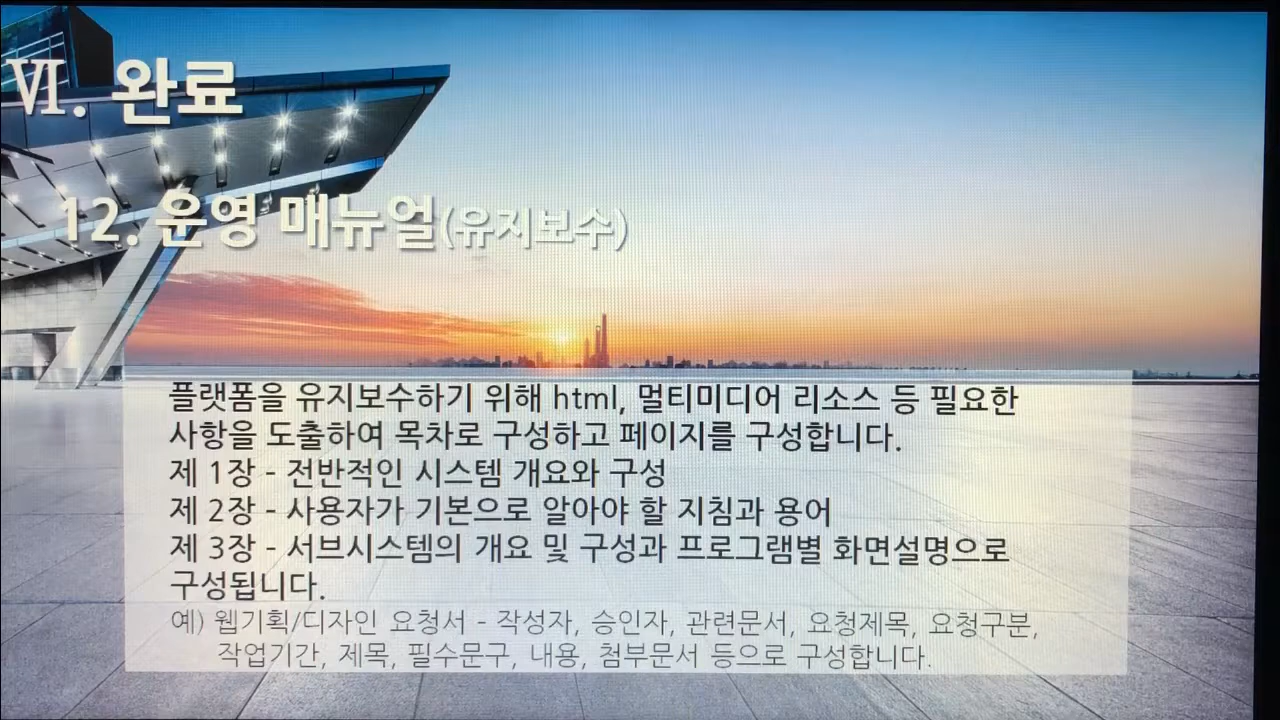 Ⅵ. 완료
12. 운영 매뉴얼(유지보수)
플랫폼을 유지보수하기 위해 html, 멀티미디어 리소스 등 필요한
사항을 도출하여 목차로 구성하고 페이지를 구성합니다.
제 1장 - 전반적인 시스템 개요와 구성
제 2장 - 사용자가 기본으로 알아야 할 지침과 용어
제 3장 - 서브시스템의 개요 및 구성과 프로그램별 화면설명으로
구성됩니다.
예) 웹기획/디자인 요청서 - 작성자, 승인자, 관련문서, 요청제목, 요청구분,
작업기간, 제목, 필수문구, 내용, 첨부문서 등으로 구성합니다.